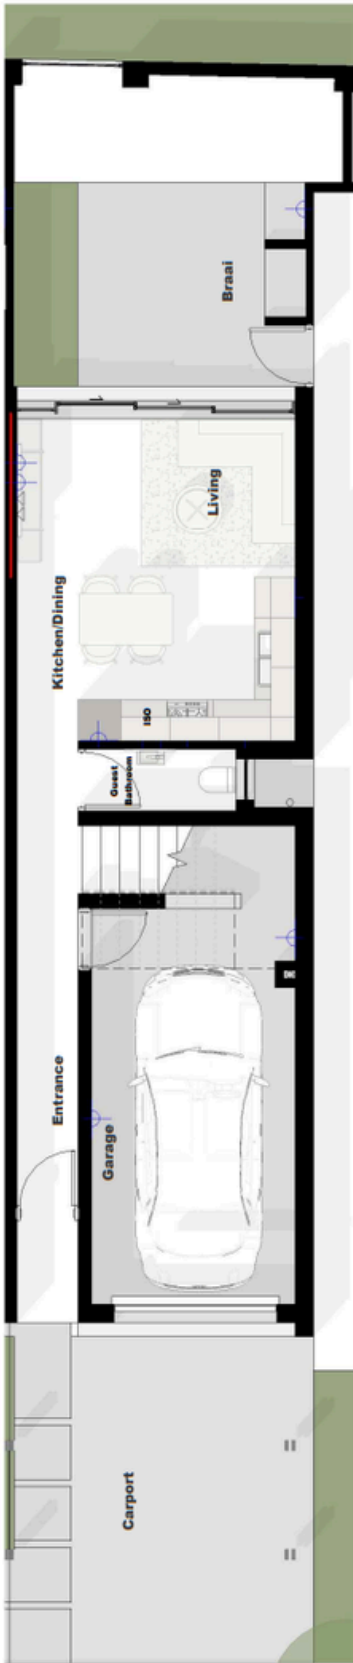 Braai
Living
Kitchen/Dining
ISO
Guest
Bathroom
Entrance
Garage
Carport